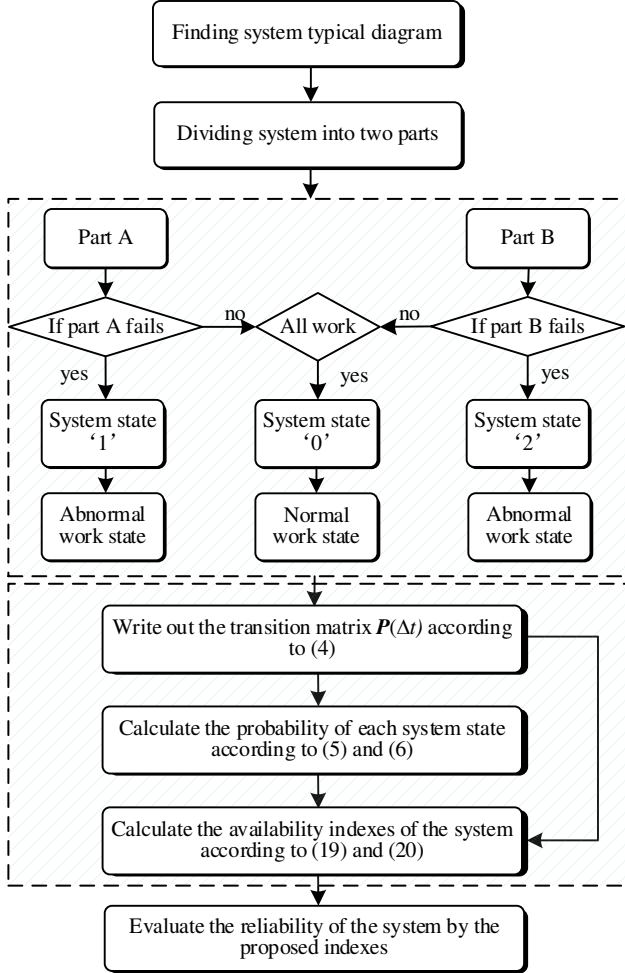 Finding system typical diagram
Dividing system into two parts
Part A
Part B
If part A fails
no
All work
no
If part B fails
yes
yes
yes
System state
‘1’
System state
‘0’
System state
‘2’
Abnormal
work state
Normal
work state
Abnormal
work state
Write out the transition matrix P(Δt) according
to (4)
Calculate the probability of each system state
according to (5) and (6)
Calculate the availability indexes of the system
according to (19) and (20)
Evaluate the reliability of the system by the
proposed indexes